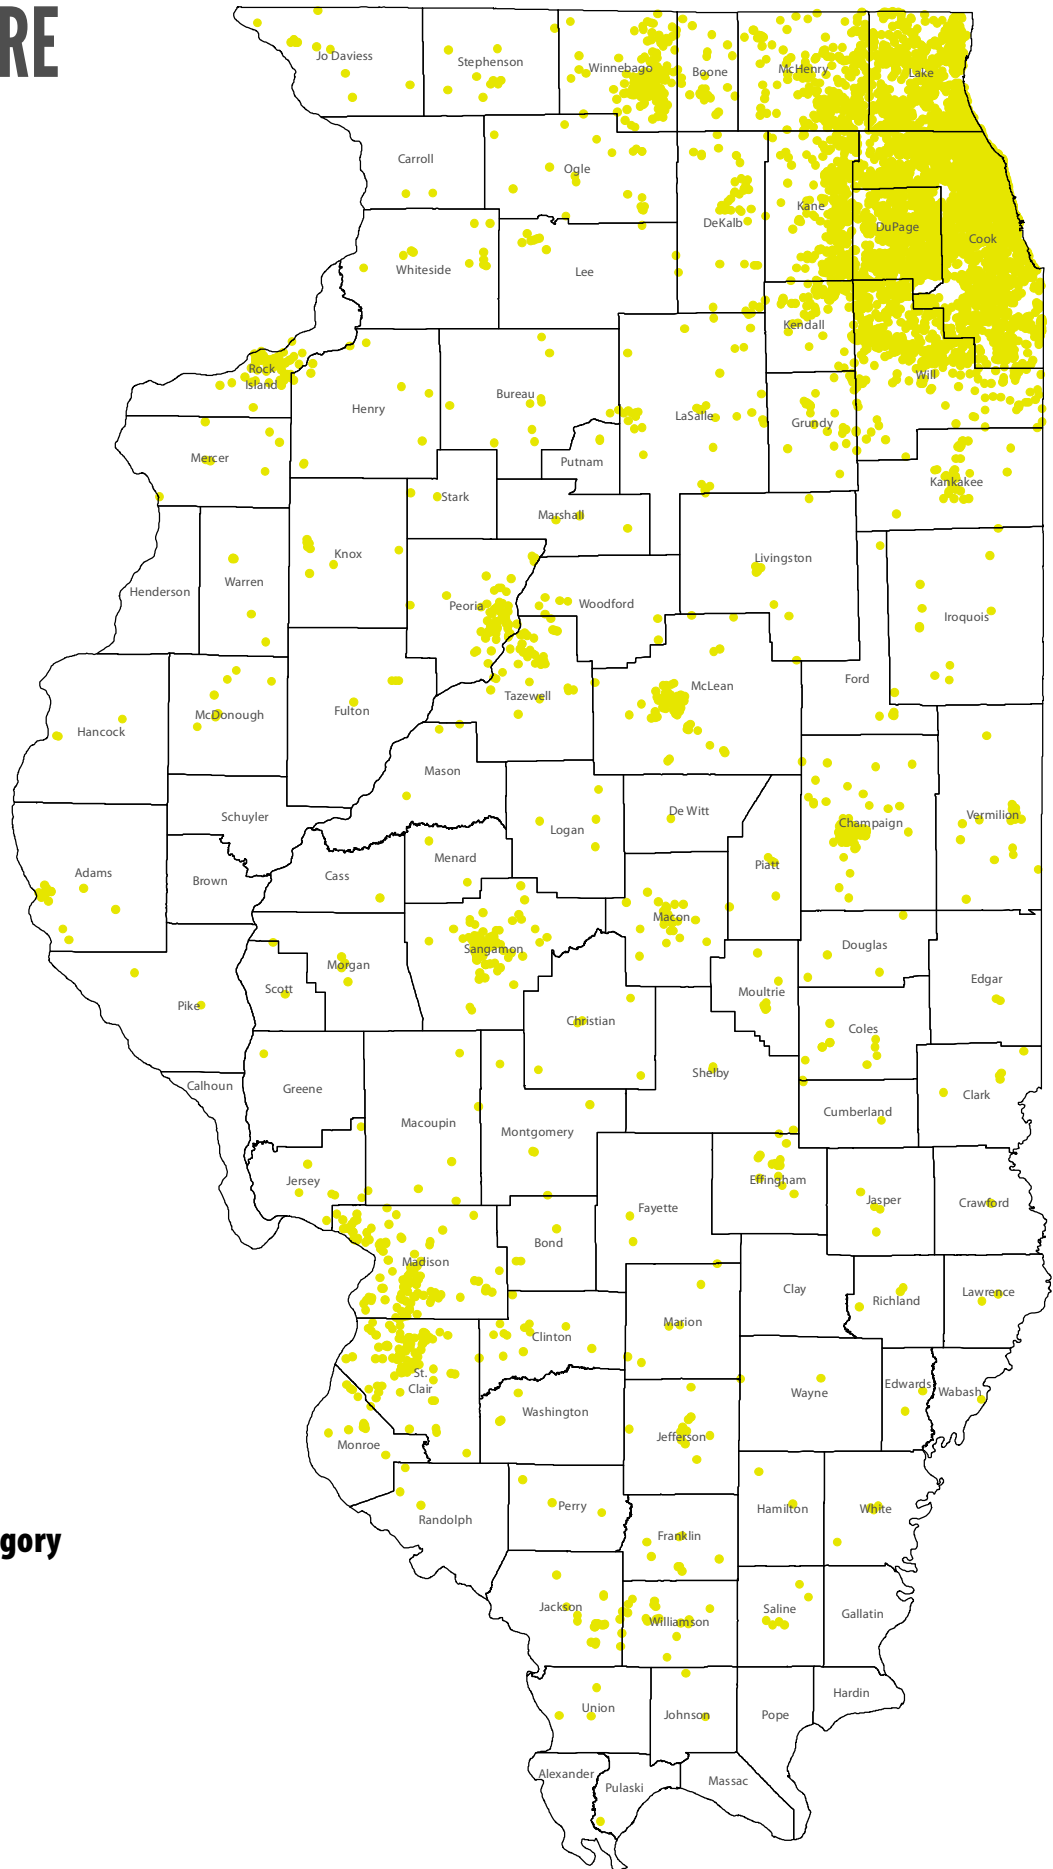 RE
Jo Daviess
Stephenson
Winnebago
Boone
McHenry
Lake
Carroll
Ogle
DeKalb
Kane
DuPage
Cook
Whiteside
Lee
Kendall
Will
Rock
Island
Henry
Bureau
LaSalle
Grundy
Mercer
Putnam
Kankakee
Stark
Marshall
Livingston
Knox
Henderson
Warren
Peoria
Woodford
Iroquois
Ford
McLean
Tazewell
Fulton
McDonough
Hancock
Mason
Schuyler
Logan
De Witt
Champaign
Vermilion
Menard
Piatt
Adams
Brown
Cass
Macon
Sangamon
Douglas
Morgan
Edgar
Scott
Moultrie
Pike
Christian
Coles
Shelby
Calhoun
Greene
Clark
Cumberland
Macoupin
Montgomery
Jersey
Effingham
Jasper
Crawford
Fayette
Bond
Madison
Clay
Richland
Lawrence
Marion
Clinton
St.
Clair
Wayne
Edwards
Wabash
Washington
Jefferson
Monroe
Randolph
Perry
Hamilton
White
Franklin
gory
Jackson
Williamson
Saline
Gallatin
Union
Johnson
Pope
Hardin
Alexander
Pulaski
Massac